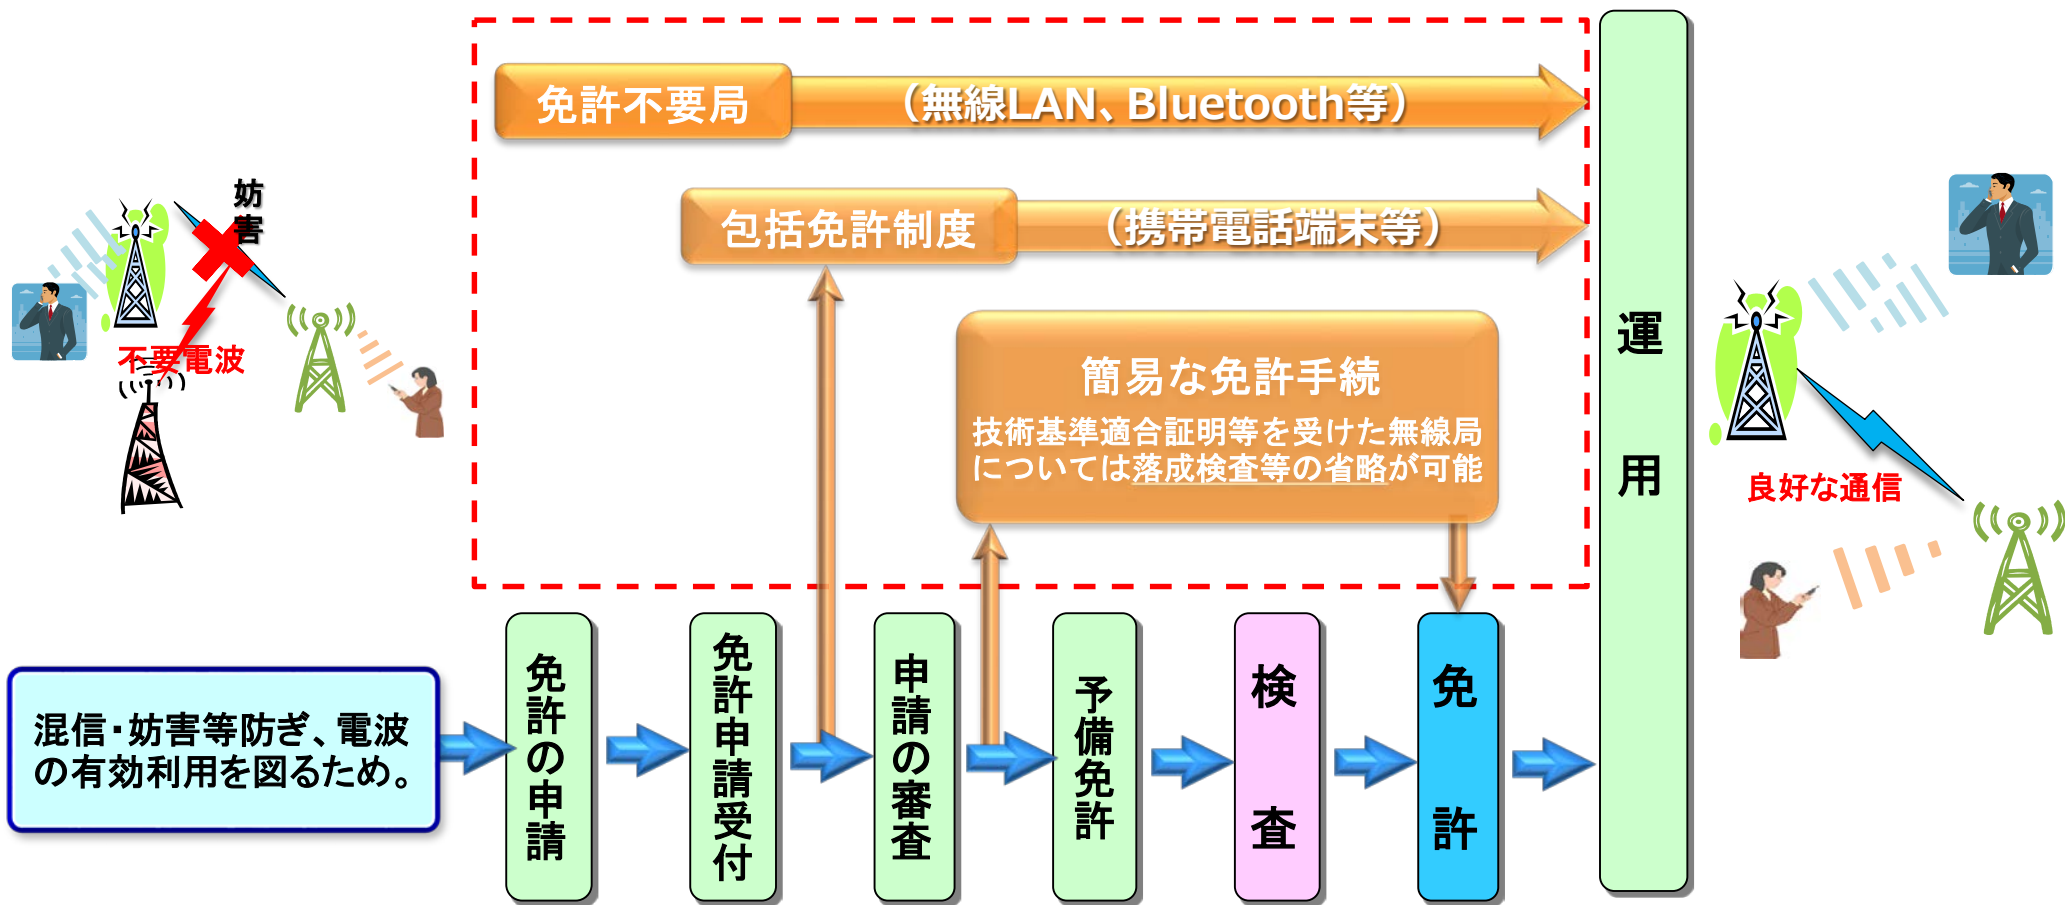 免許不要局
（無線LAN、Bluetooth等）
包括免許制度
（携帯電話端末等）
簡易な免許手続
技術基準適合証明等を受けた無線局
については落成検査等の省略が可能
妨害
不要電波
混信・妨害等防ぎ、電波
の有効利用を図るため。
免許の申請
免許申請受付
申請の審査
予備免許
検査
免許
運用
良好な通信